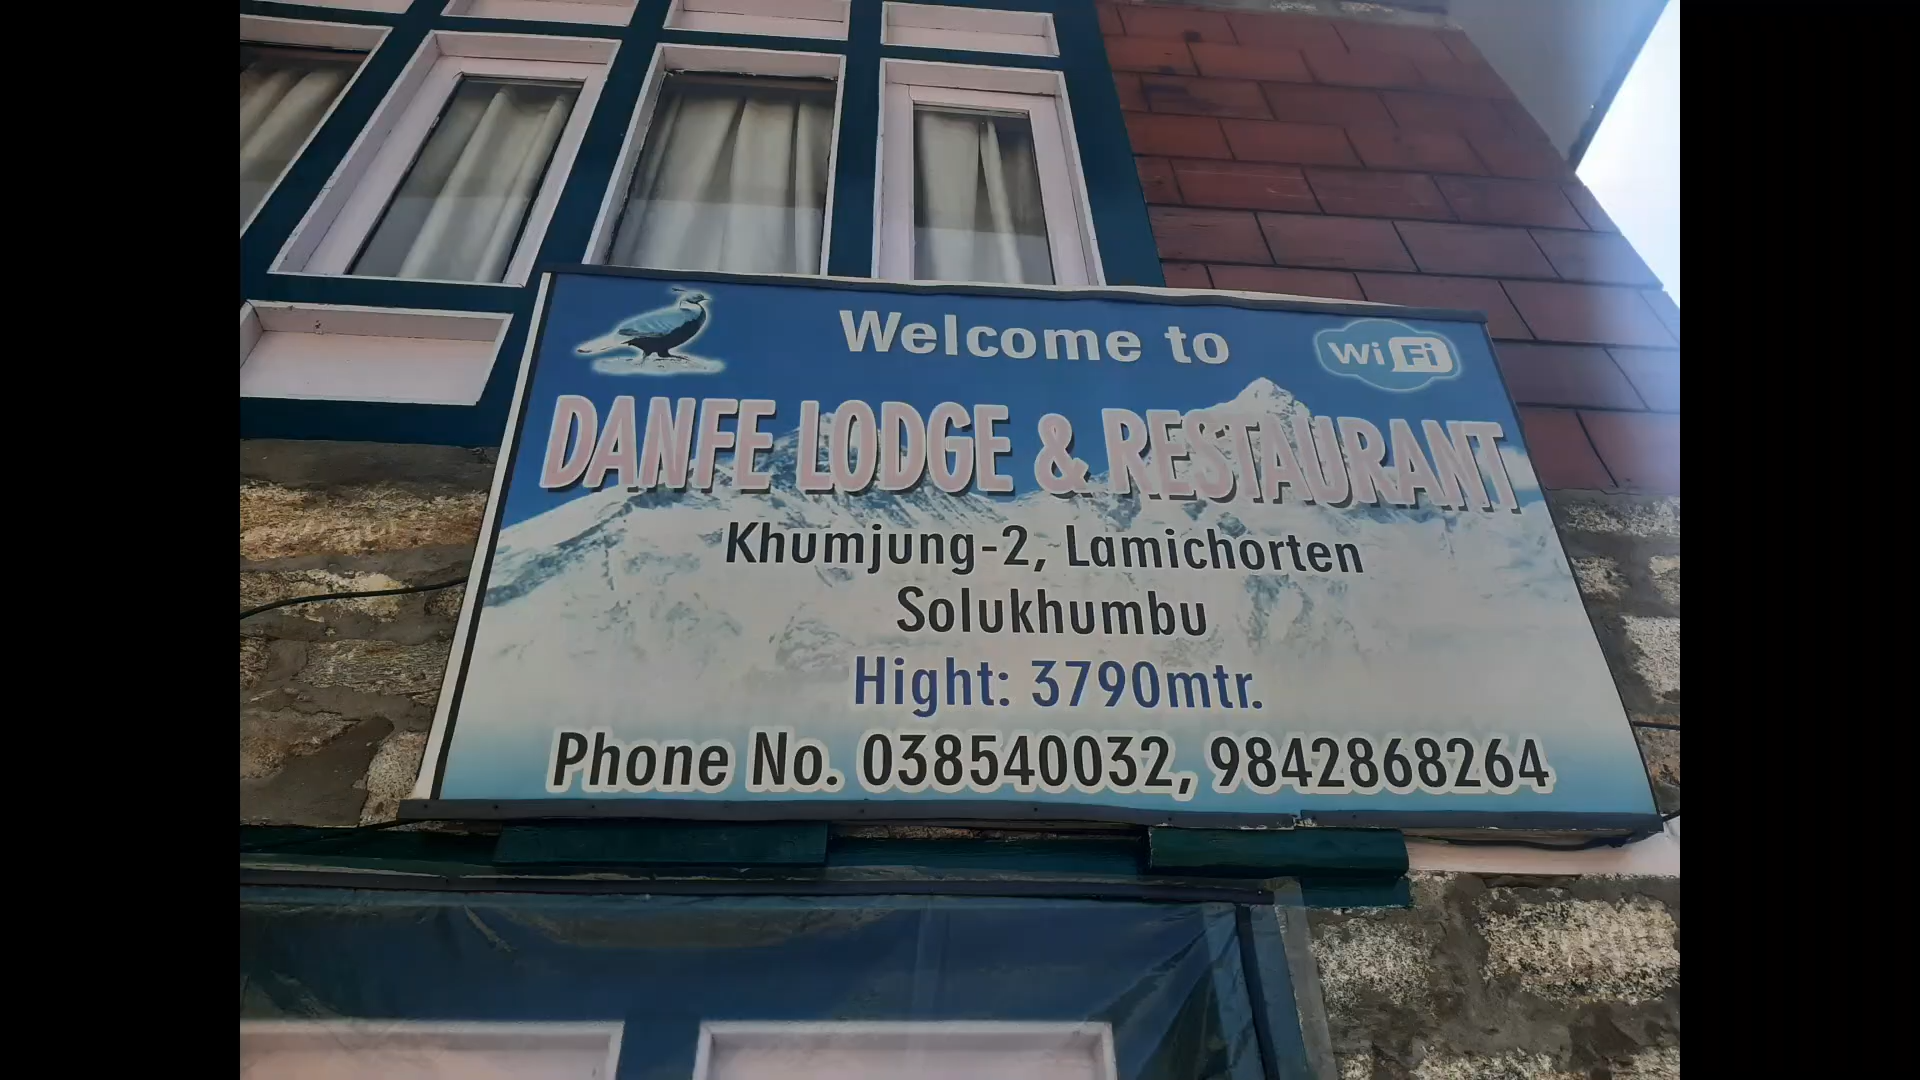 Welcome to
WiFi
DANFE LODGE & RESTAURANT
Khumjung-2, Lamichorten
Solukhumbu
Hight: 3790mtr.
Phone No. 038540032, 9842868264